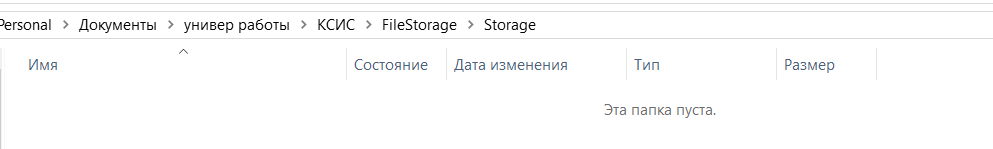 Personal > Документы > универ работы > КСИС > FileStorage > Storage
Имя Состояние Дата изменения Тип Размер
Эта папка пуста.